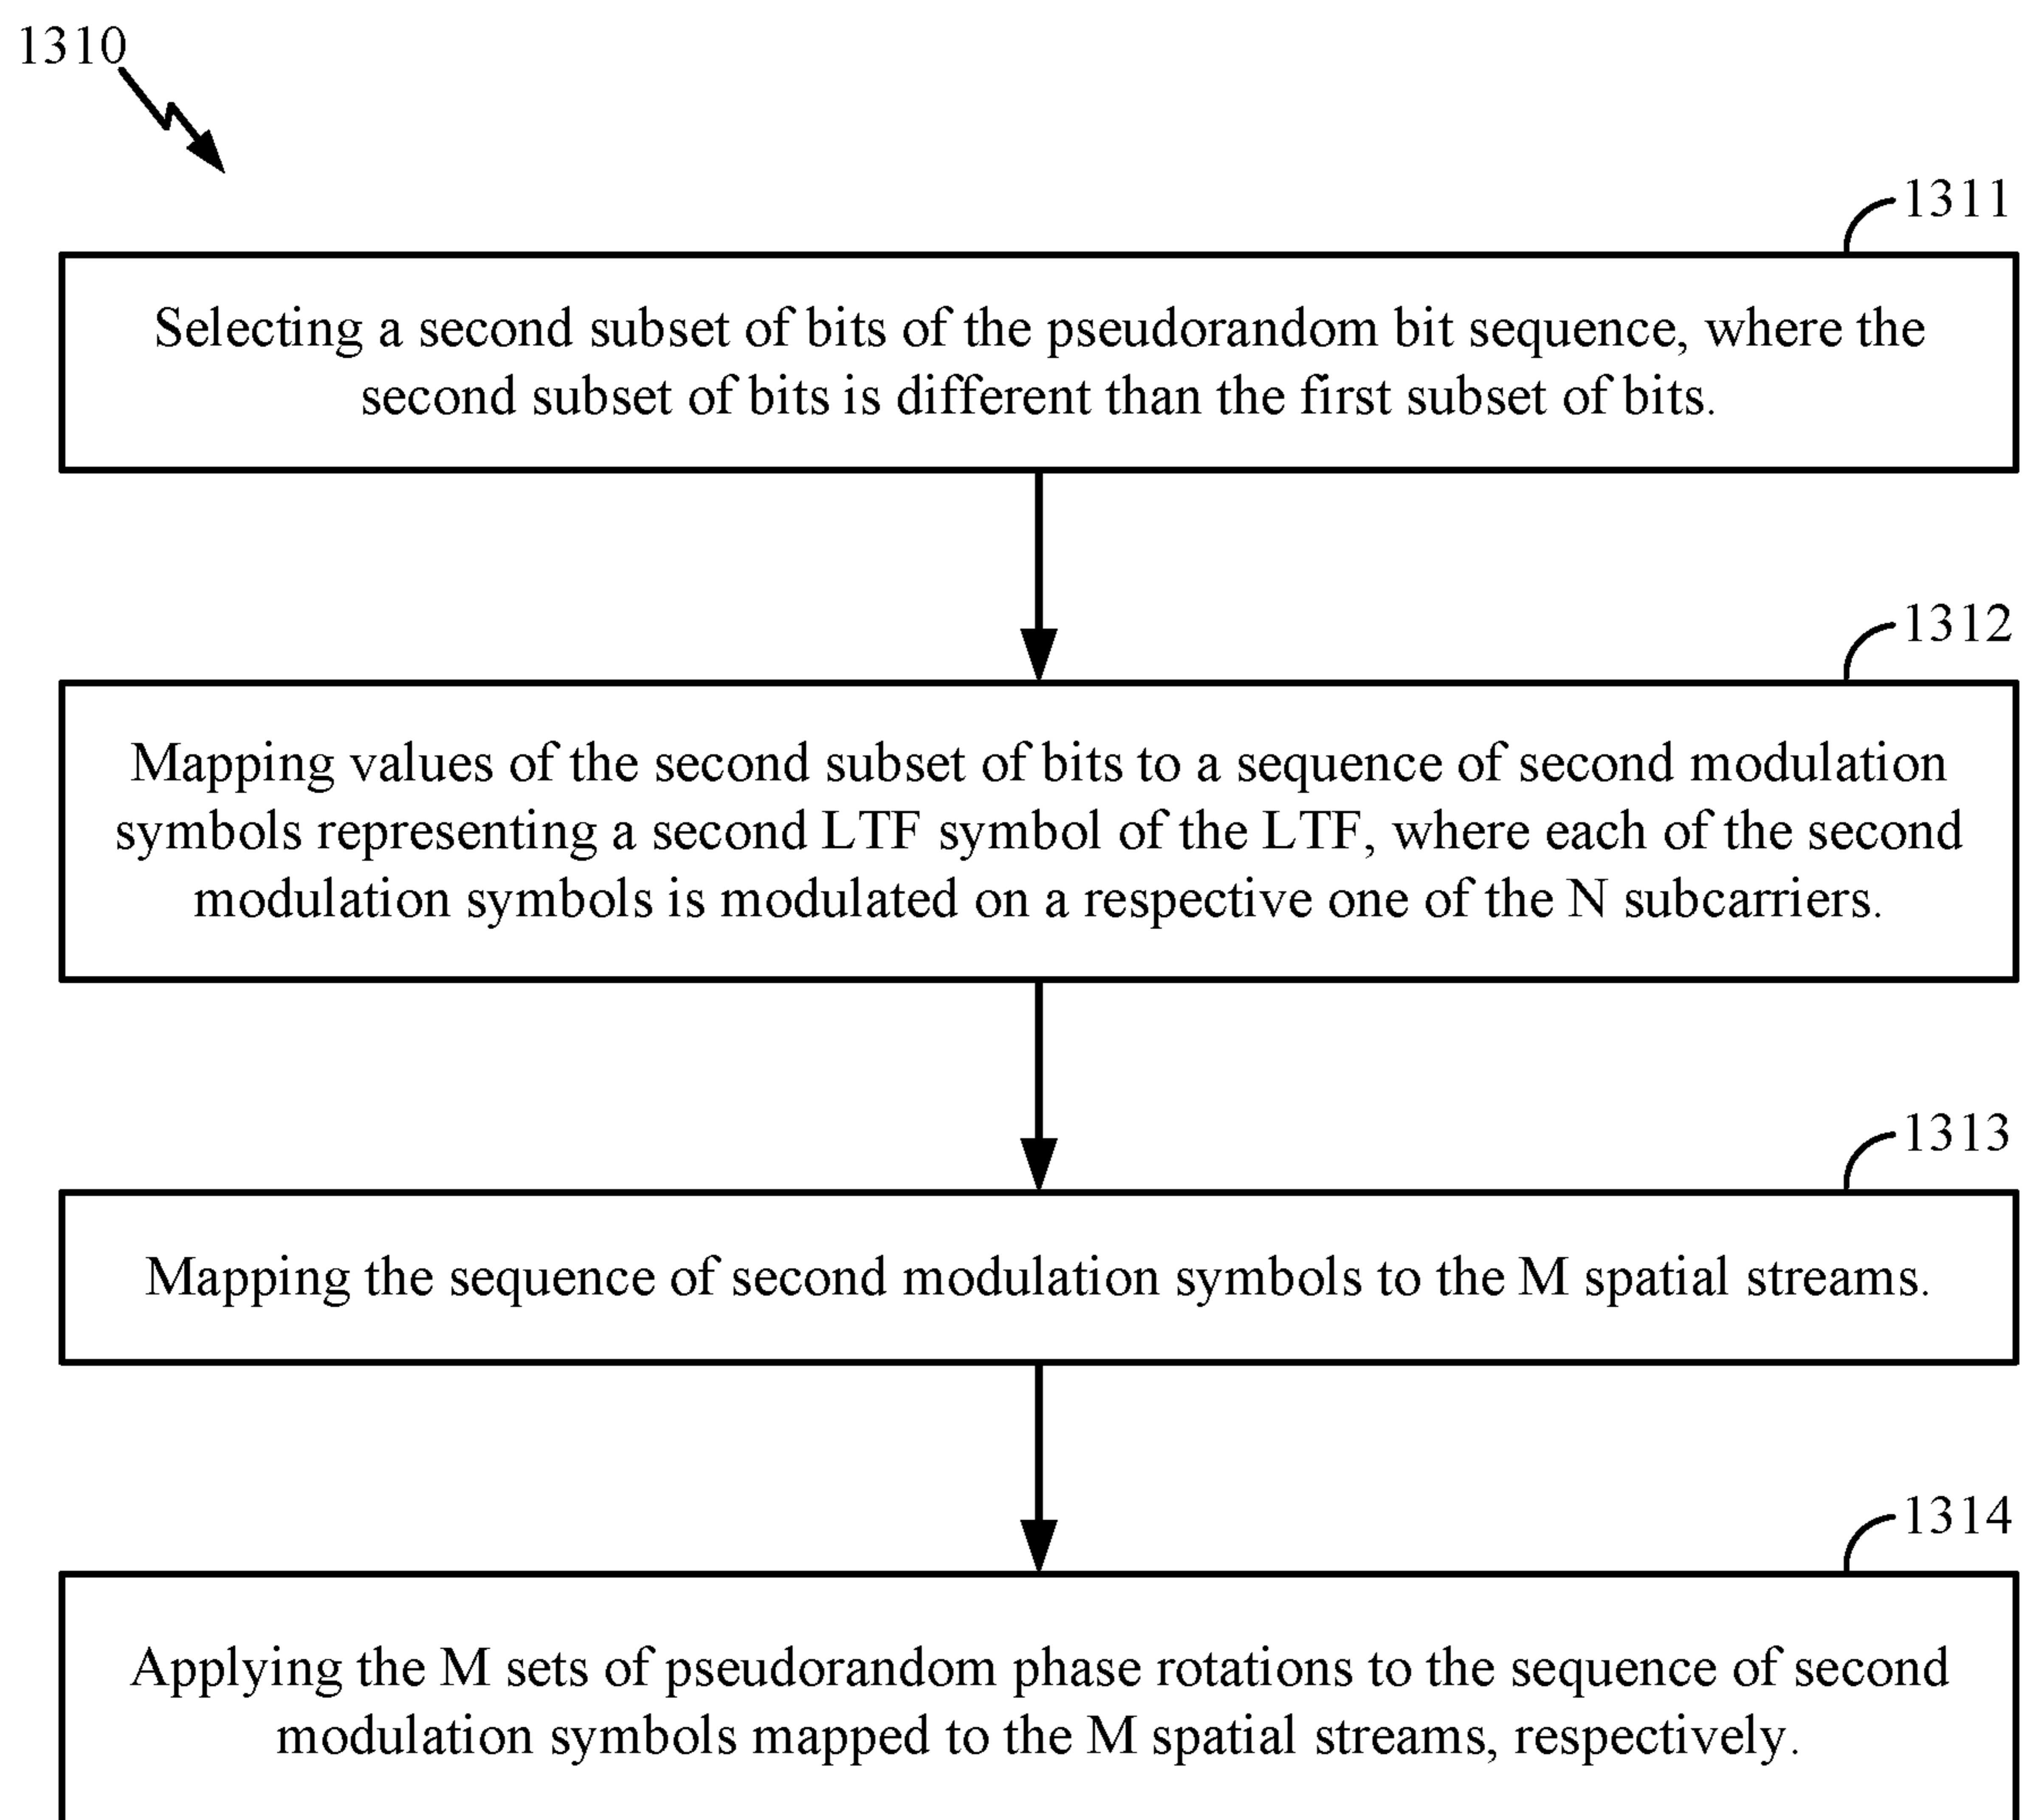 1310
1311
Selecting a second subset of bits of the pseudorandom bit sequence, where the
second subset of bits is different than the first subset of bits.
1312
Mapping values of the second subset of bits to a sequence of second modulation
symbols representing a second LTF symbol of the LTF, where each of the second
modulation symbols is modulated on a respective one of the N subcarriers.
1313
Mapping the sequence of second modulation symbols to the M spatial streams.
1314
Applying the M sets of pseudorandom phase rotations to the sequence of second
modulation symbols mapped to the M spatial streams, respectively.